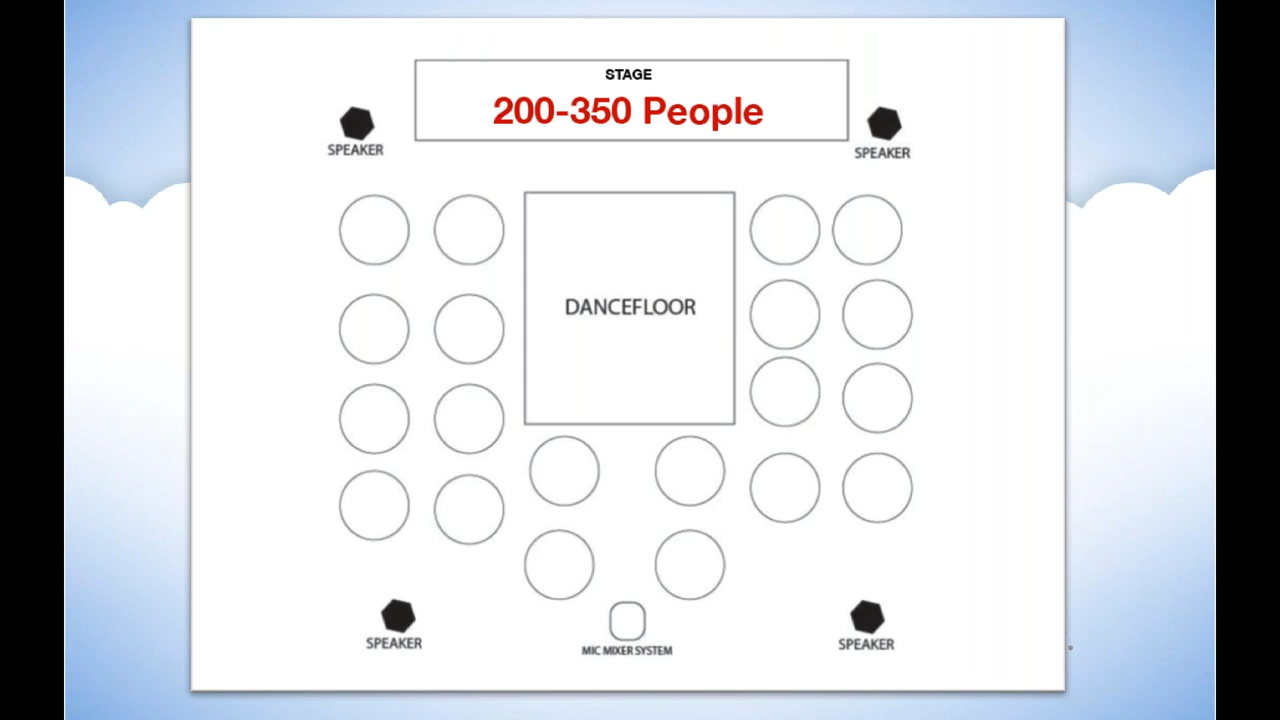 STAGE
200-350 People
SPEAKER
SPEAKER
DANCEFLOOR
SPEAKER
MIC MIXER SYSTEM
SPEAKER